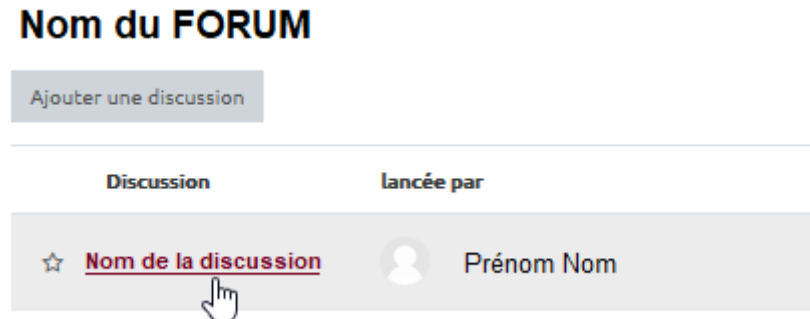 Nom du FORUM
Ajouter une discussion
Discussion lancée par
Nom de la discussion Prénom Nom